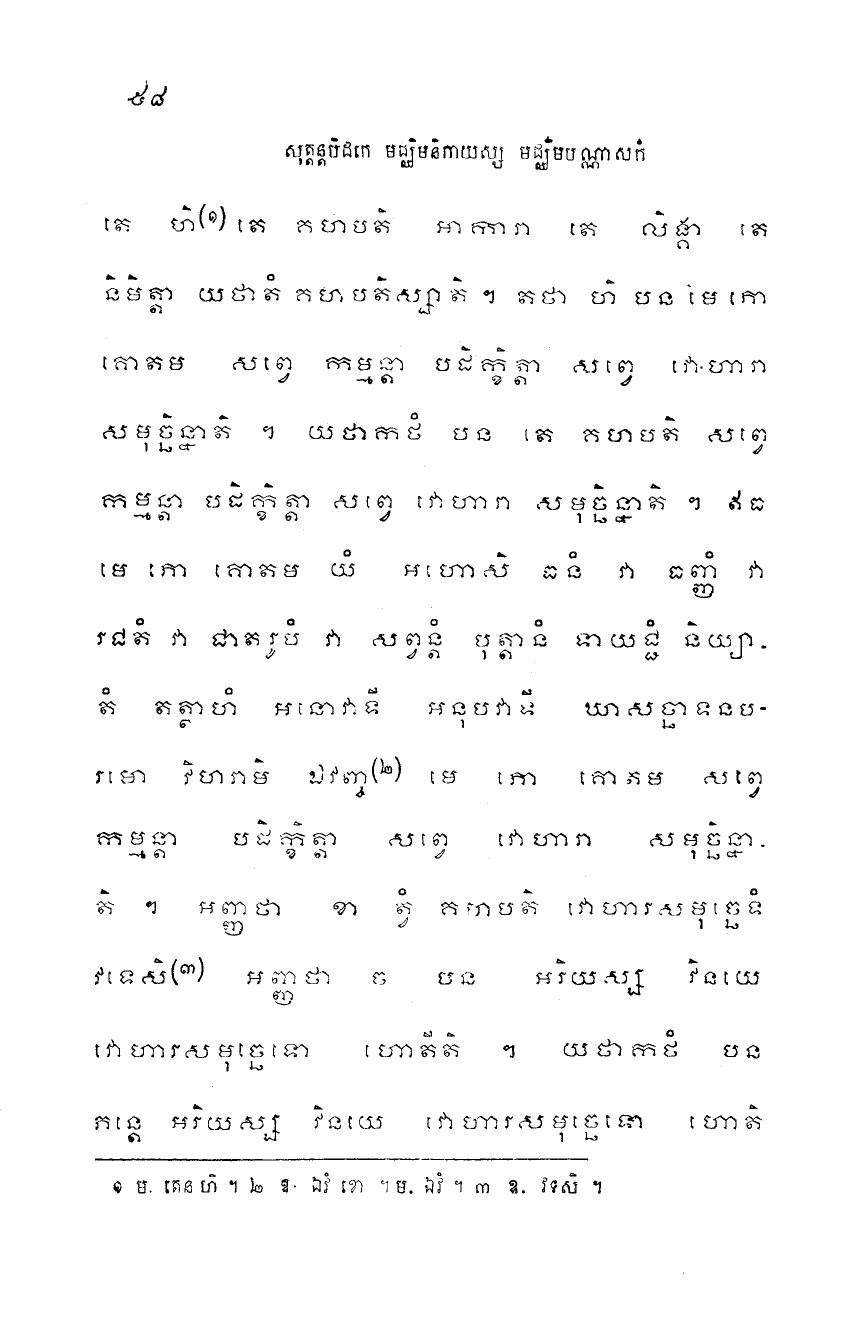 ៥៨
សុត្តន្តបិដកេ មជ្ឈិមនិកាយស្ស មជ្ឈិមបណ្ណាសកំ
តេ ហិ(១) តេ គហបតិ អាការា តេ លិង្គា តេ
និមិត្តា យថាតំ គហបតិស្សាតិ ។ តថា ហិ បន មេ ភោ
គោតម សព្វេ កម្មន្តា បដិក្ខិត្តា សព្វេ វោហារា
សមុច្ឆិន្នាតិ ។ យថាកថំ បន តេ គហបតិ សព្វេ
កម្មន្តា បដិក្ខិត្តា សព្វេ វោហារា សមុច្ឆិន្នាតិ ។ ឥធ
មេ ភោ គោតម យំ អហោសិ ធនំ វា ធញ្ញំ វា
រជតំ វា ជាតរូបំ វា សព្វន្តំ បុត្តានំ ទាយជ្ជំ និយ្យា-
តំ តត្ថាហំ អនោវាទី អនុបវាទី ឃាសច្ឆាទនប-
រមោ វិហរាមិ ឯវញ្ច(២) មេ ភោ គោតម សព្វេ
កម្មន្តា បដិក្ខិត្តា សព្វេ វោហារា សមុច្ឆិន្នា-
តិ ។ អញ្ញថា ខា ត្វំ គហបតិ វោហារសមុច្ឆេទំ
វទេសិ(៣) អញ្ញថា ច បន អរិយស្ស វិនយេ
វោហារសមុច្ឆេទោ ហោតីតិ ។ យថាកថំ បន
ភន្តេ អរិយស្ស វិនយេ វោហារសមុច្ឆេទោ ហោតិ
១ ម. តេនហិ ។ ២ ឱ. ឯវំ ខោ ។ ម. ឯវំ ។ ៣ ឱ. វទសិ ។